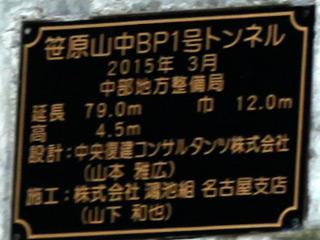 笹原山中BP1号トンネル
2015年 3月
中部地方整備局
延長 79.0m 巾 12.0m
高 4.5m
設計：中央復建コンサルタンツ株式会社
(山本 雅広)
施工：株式会社 鴻池組 名古屋支店
(山下 和也)